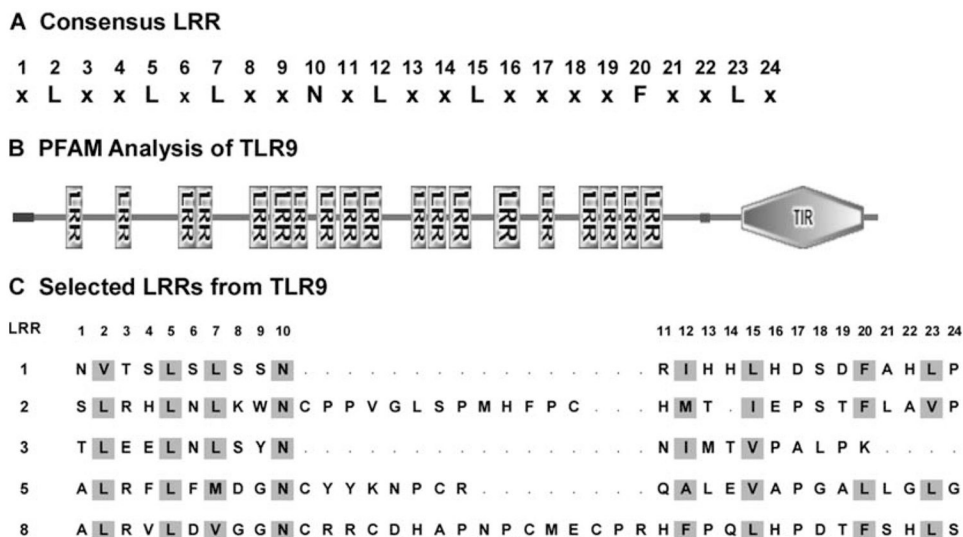 A Consensus LRR
1 2 3 4 5 6 7 8 9 10 11 12 13 14 15 16 17 18 19 20 21 22 23 24
x L x x L x L x x N x L x x L x x x x F x x L x
B PFAM Analysis of TLR9
LRR LRR LRR LRR LRR LRR LRR LRR LRR LRR LRR LRR LRR LRR LRR LRR LRR LRR LRR TIR
C Selected LRRs from TLR9
LRR 1 2 3 4 5 6 7 8 9 10 11 12 13 14 15 16 17 18 19 20 21 22 23 24
1 N V T S L S L S S N . . . . . . . . . . . . . . . . R I H H L H D S D F A H L P
2 S L R H L N L K W N C P P V G L S P M H F P C . . . H M T . I E P S T F L A V P
3 T L E E L N L S Y N . . . . . . . . . . . . . . . . N I M T V P A L P K . . . .
5 A L R F L F M D G N C Y Y K N P C R . . . . . . . . Q A L E V A P G A L L G L G
8 A L R V L D V G G N C R R C D H A P N P C M E C P R H F P Q L H P D T F S H L S